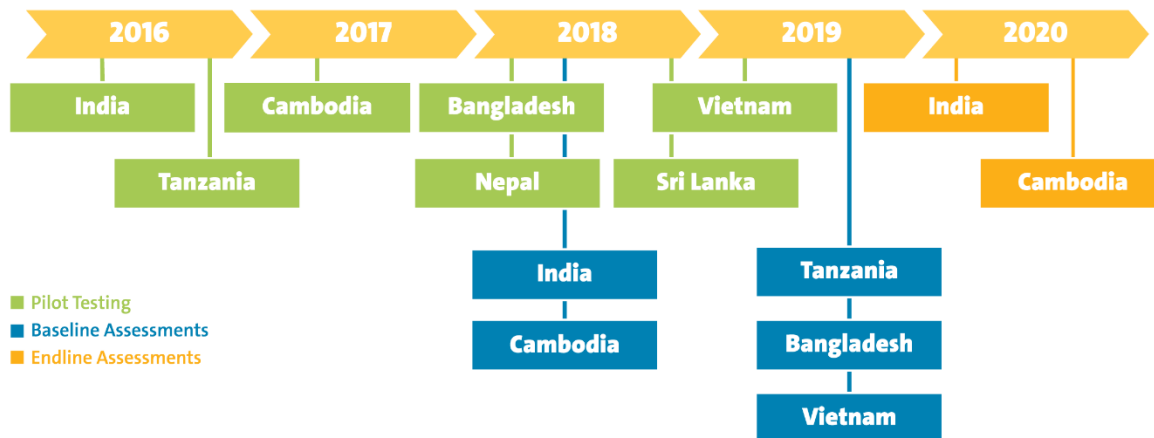 2016 2017 2018 2019 2020
India Cambodia Bangladesh Vietnam India
Tanzania Nepal Sri Lanka Cambodia
India Tanzania
Pilot Testing
Baseline Assessments Cambodia Bangladesh
Endline Assessments
Vietnam